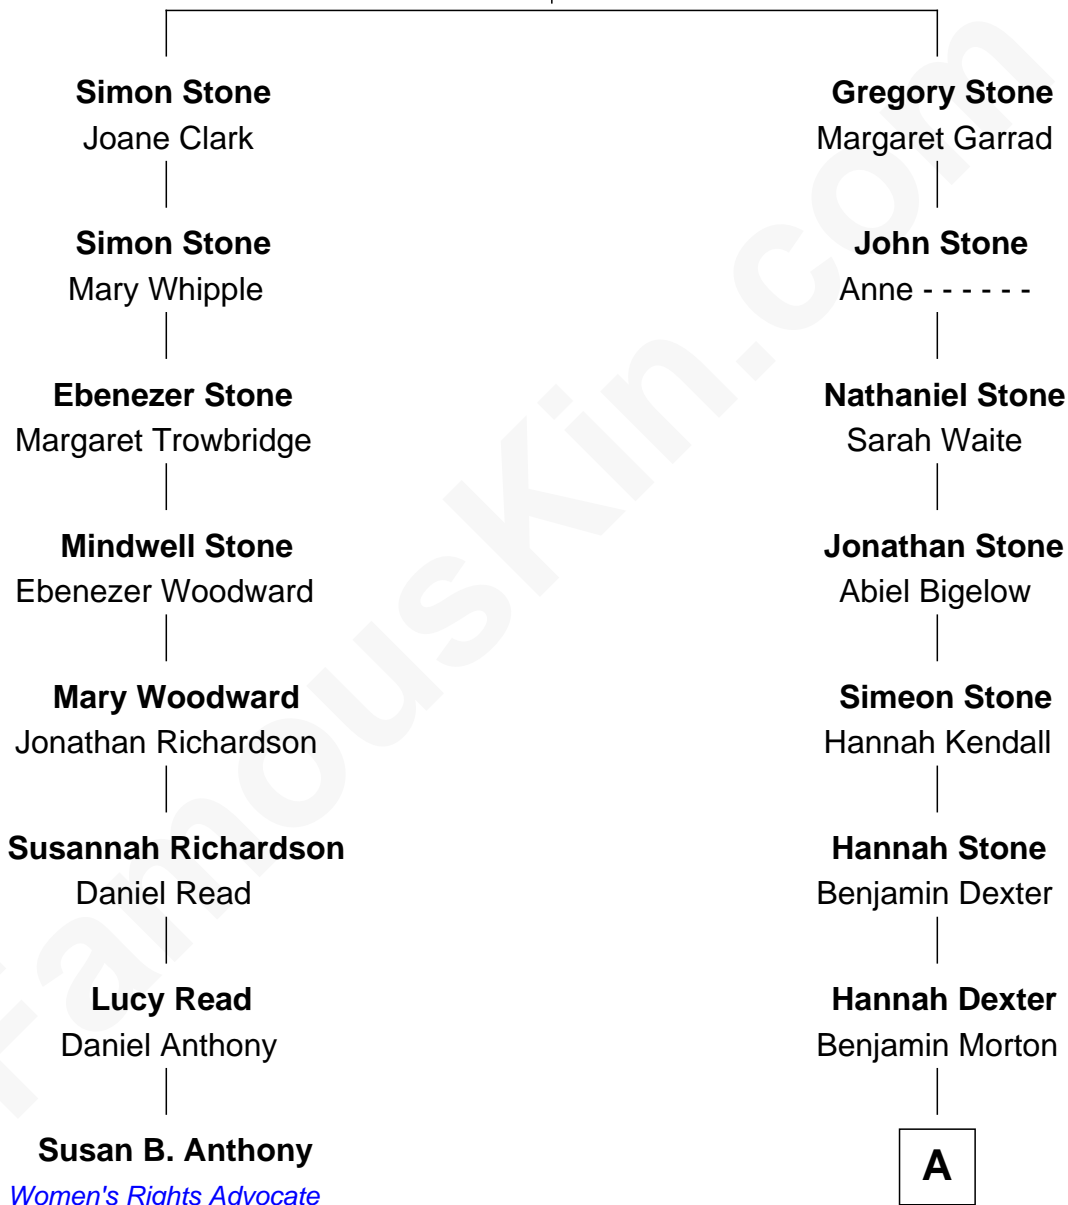 Simon Stone
Joane Clark
Simon Stone
Mary Whipple
Ebenezer Stone
Margaret Trowbridge
Mindwell Stone
Ebenezer Woodward
Mary Woodward
Jonathan Richardson
Susannah Richardson
Daniel Read
Lucy Read
Daniel Anthony
Susan B. Anthony
Women's Rights Advocate
Gregory Stone
Margaret Garrad
John Stone
Anne - - - - - -
Nathaniel Stone
Sarah Waite
Jonathan Stone
Abiel Bigelow
Simeon Stone
Hannah Kendall
Hannah Stone
Benjamin Dexter
Hannah Dexter
Benjamin Morton
A
FamousKin.com